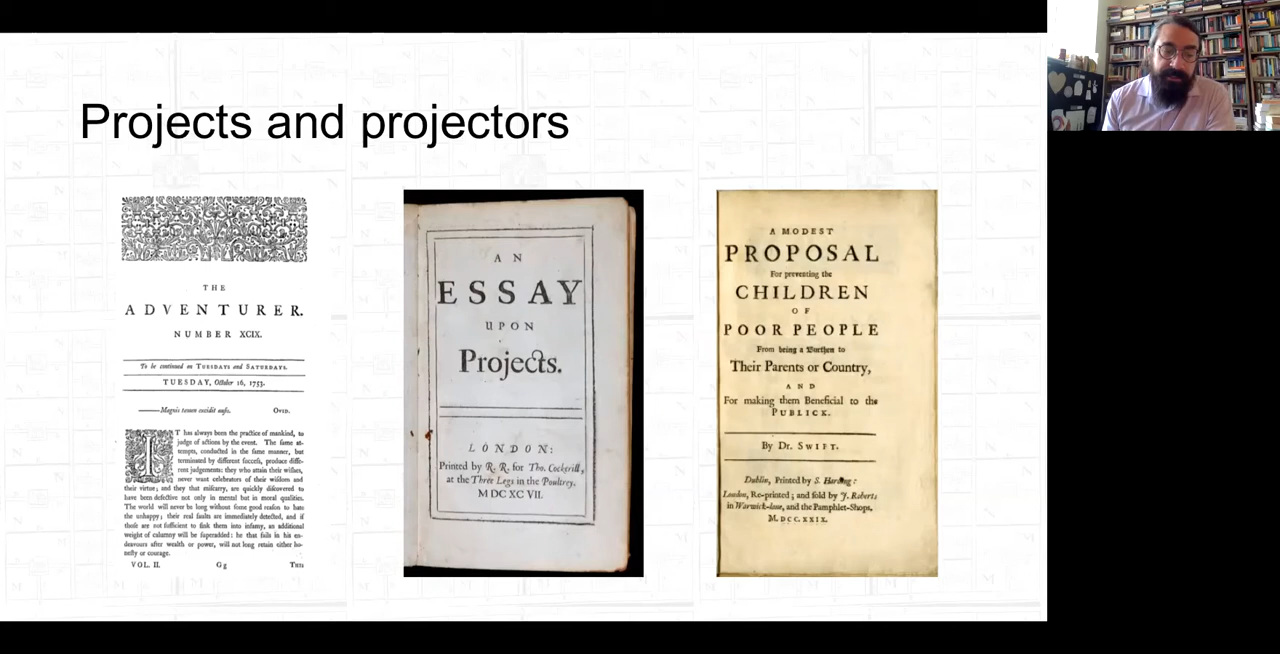 Projects and projectors
THE
ADVENTURER.
NUMBER XCIX.
To be continued on TUESDAYS and SATURDAYS.
TUESDAY, October 16, 1753.
——Magnis tamen excidit ausis. OVID.
IT has always been the practice of mankind, to
judge of actions by the event. The same at-
tempts, conducted in the same manner, but
terminated by different success, produce diffe-
rent judgements: they who attain their wishes,
never want celebrators of their wisdom and
their virtue; and they that miscarry, are quickly discovered to
have been defective not only in mental but in moral qualities.
The world will never be long without some good reason to hate
the unhappy; their real faults are immediately detected, and if
those are not sufficient to sink them into infamy, an additional
weight of calumny will be superadded: he that fails in his en-
deavours after wealth or power, will not long retain either ho-
nesty or courage.
VOL. II. Gg THIS
AN
ESSAY
UPON
Projects.
LONDON:
Printed by R. R. for Tho. Cockerill,
at the Three Legs in the Poultrey.
MDCXCVII.
A MODEST
PROPOSAL
For preventing the
CHILDREN
OF
POOR PEOPLE
From being a Burthen to
Their Parents or Country,
AND
For making them Beneficial to the
PUBLICK.
By Dr. SWIFT.
Dublin, Printed by S. Harding:
London, Re-printed; and sold by J. Roberts
in Warwick-lane, and the Pamphlet-Shops.
M.DCC.XXIX.